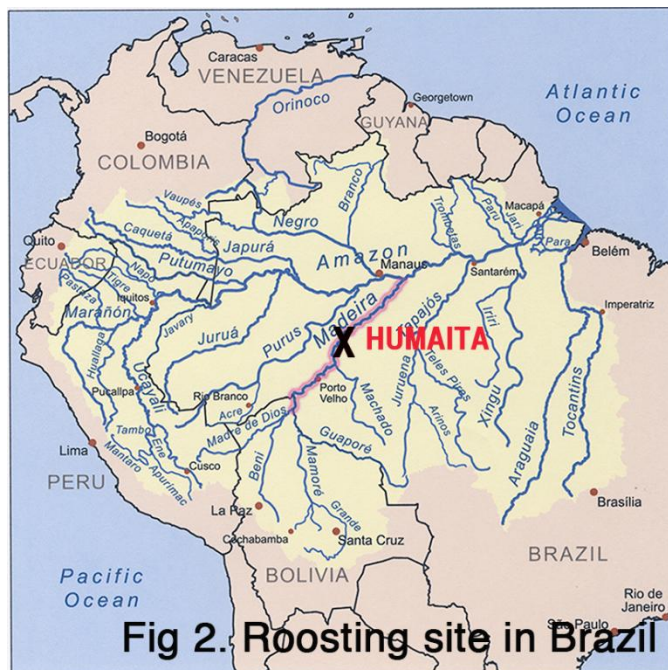 Caracas
VENEZUELA
Orinoco
Georgetown
GUYANA
Atlantic
Ocean
Bogotá
COLOMBIA
Vaupés
Apaporis
Caquetá
Japurá
Putumayo
Negro
Branco
Trombetas
Paru
Jari
Macapá
Pará
Belém
Quito
ECUADOR
Pastaza
Tigre
Napo
Iquitos
Marañón
Amazon
Manaus
Santarém
Imperatriz
Huallaga
Javary
Juruá
Purus
Madeira
Tapajós
Iriri
X HUMAITA
Pucallpa
Ucayali
Rio Branco
Acre
Porto
Velho
Machado
Juruena
Teles Pires
Arinos
Xingu
Araguaia
Tocantins
Lima
Tambo
Ene
Mantaro
Apurimac
Cusco
Madre de Dios
Beni
Mamoré
Guaporé
Grande
PERU
La Paz
Cochabamba
Santa Cruz
BOLIVIA
Brasília
BRAZIL
Pacific
Ocean
Rio de
Janeiro
São Paulo
Fig 2. Roosting site in Brazil